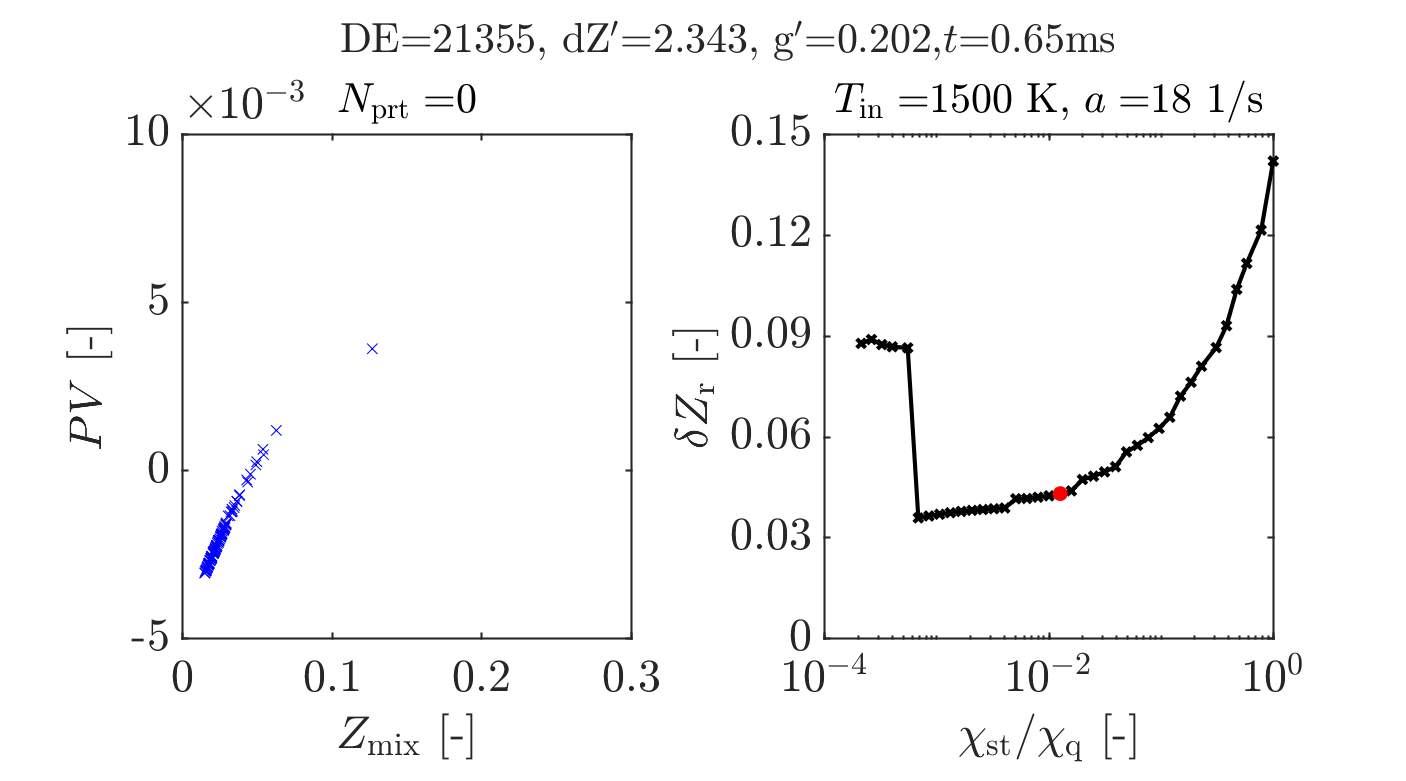 DE=21355, dZ′=2.343, g′=0.202,t=0.65ms
×10⁻³ N_prt =0
10
5
0
-5
PV [-]
0 0.1 0.2 0.3
Z_mix [-]
T_in =1500 K, a =18 1/s
0.15
0.12
0.09
0.06
0.03
0
δZ_r [-]
10⁻⁴ 10⁻² 10⁰
χ_st/χ_q [-]